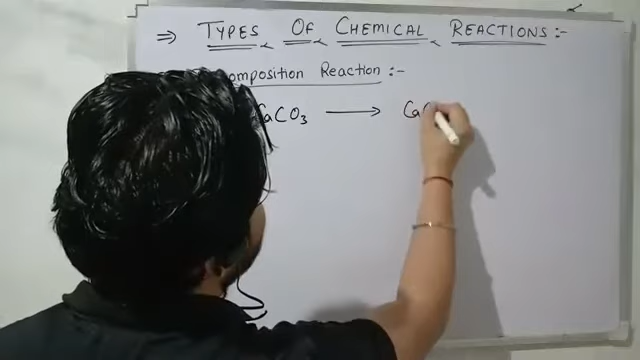 ⇒ TYPES OF CHEMICAL REACTIONS :-
omposition Reaction :-
aCO₃ ⟶ Ca